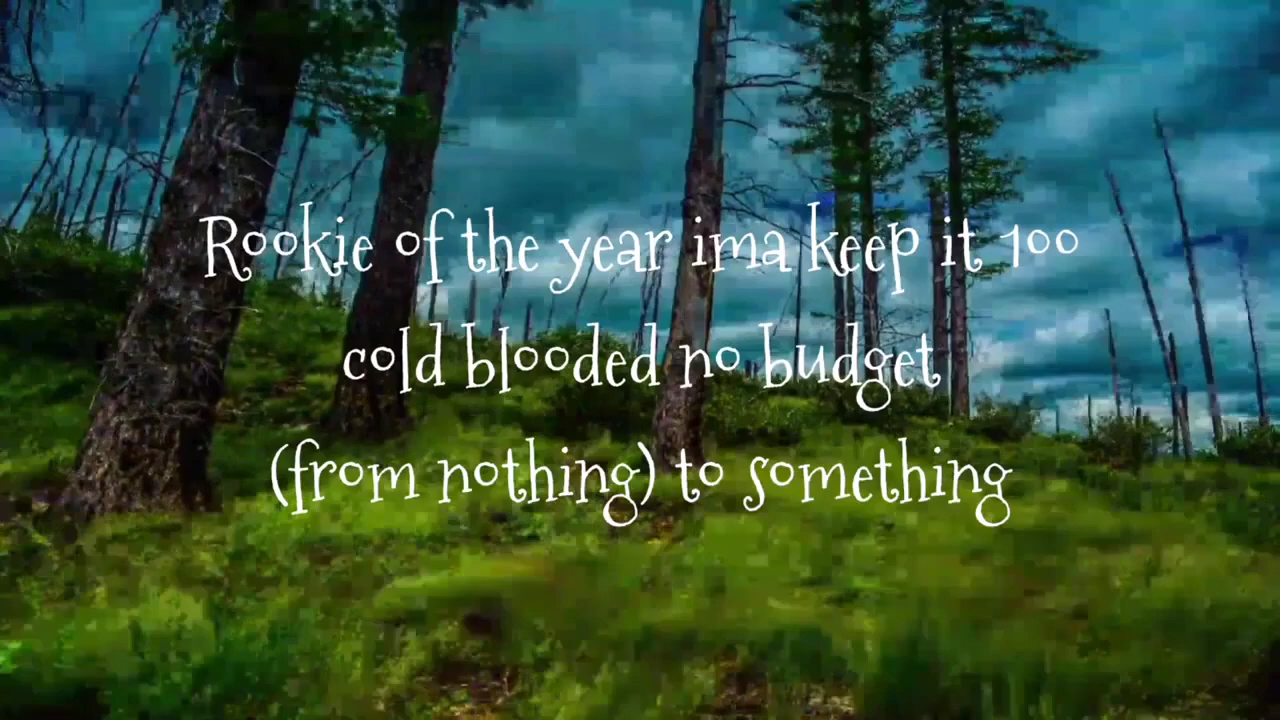 Rookie of the year ima keep it 100
cold blooded no budget
(from nothing) to something